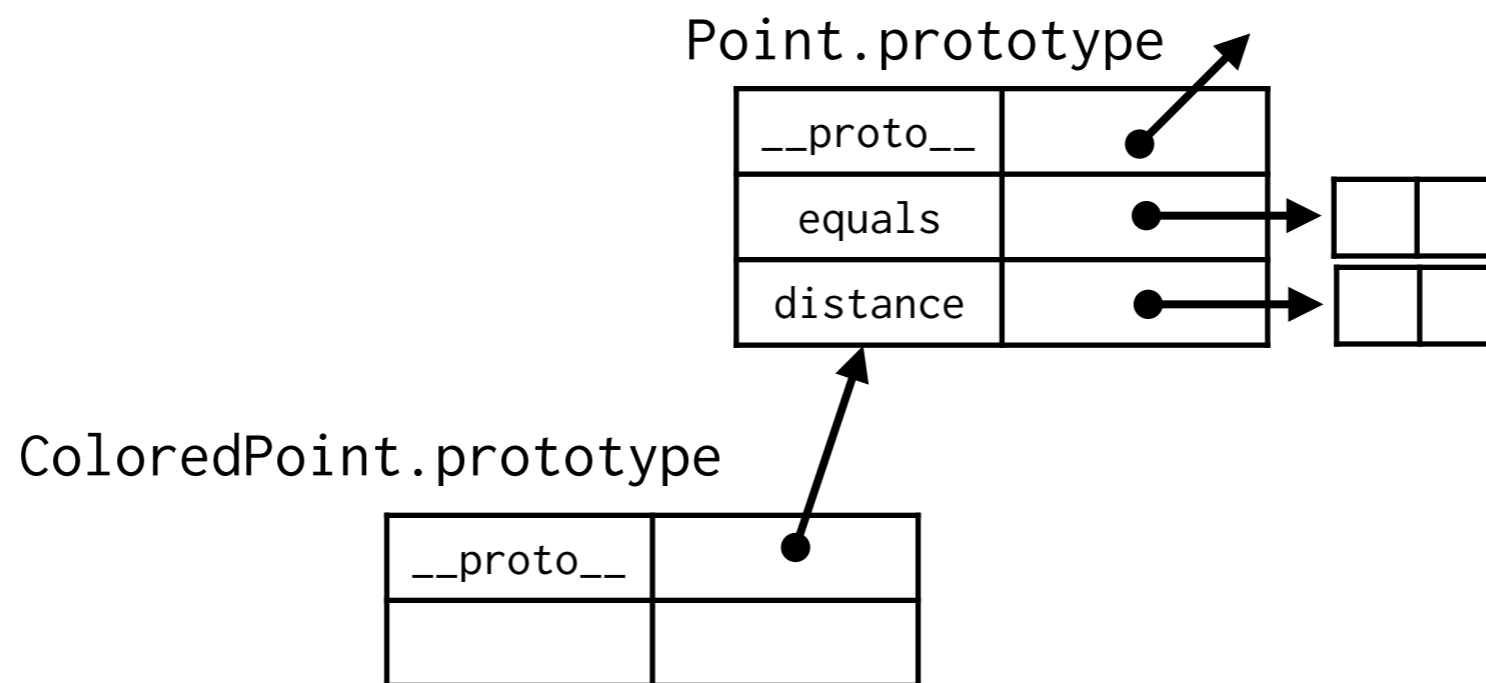 Point.prototype
__proto__
equals
distance
ColoredPoint.prototype
__proto__